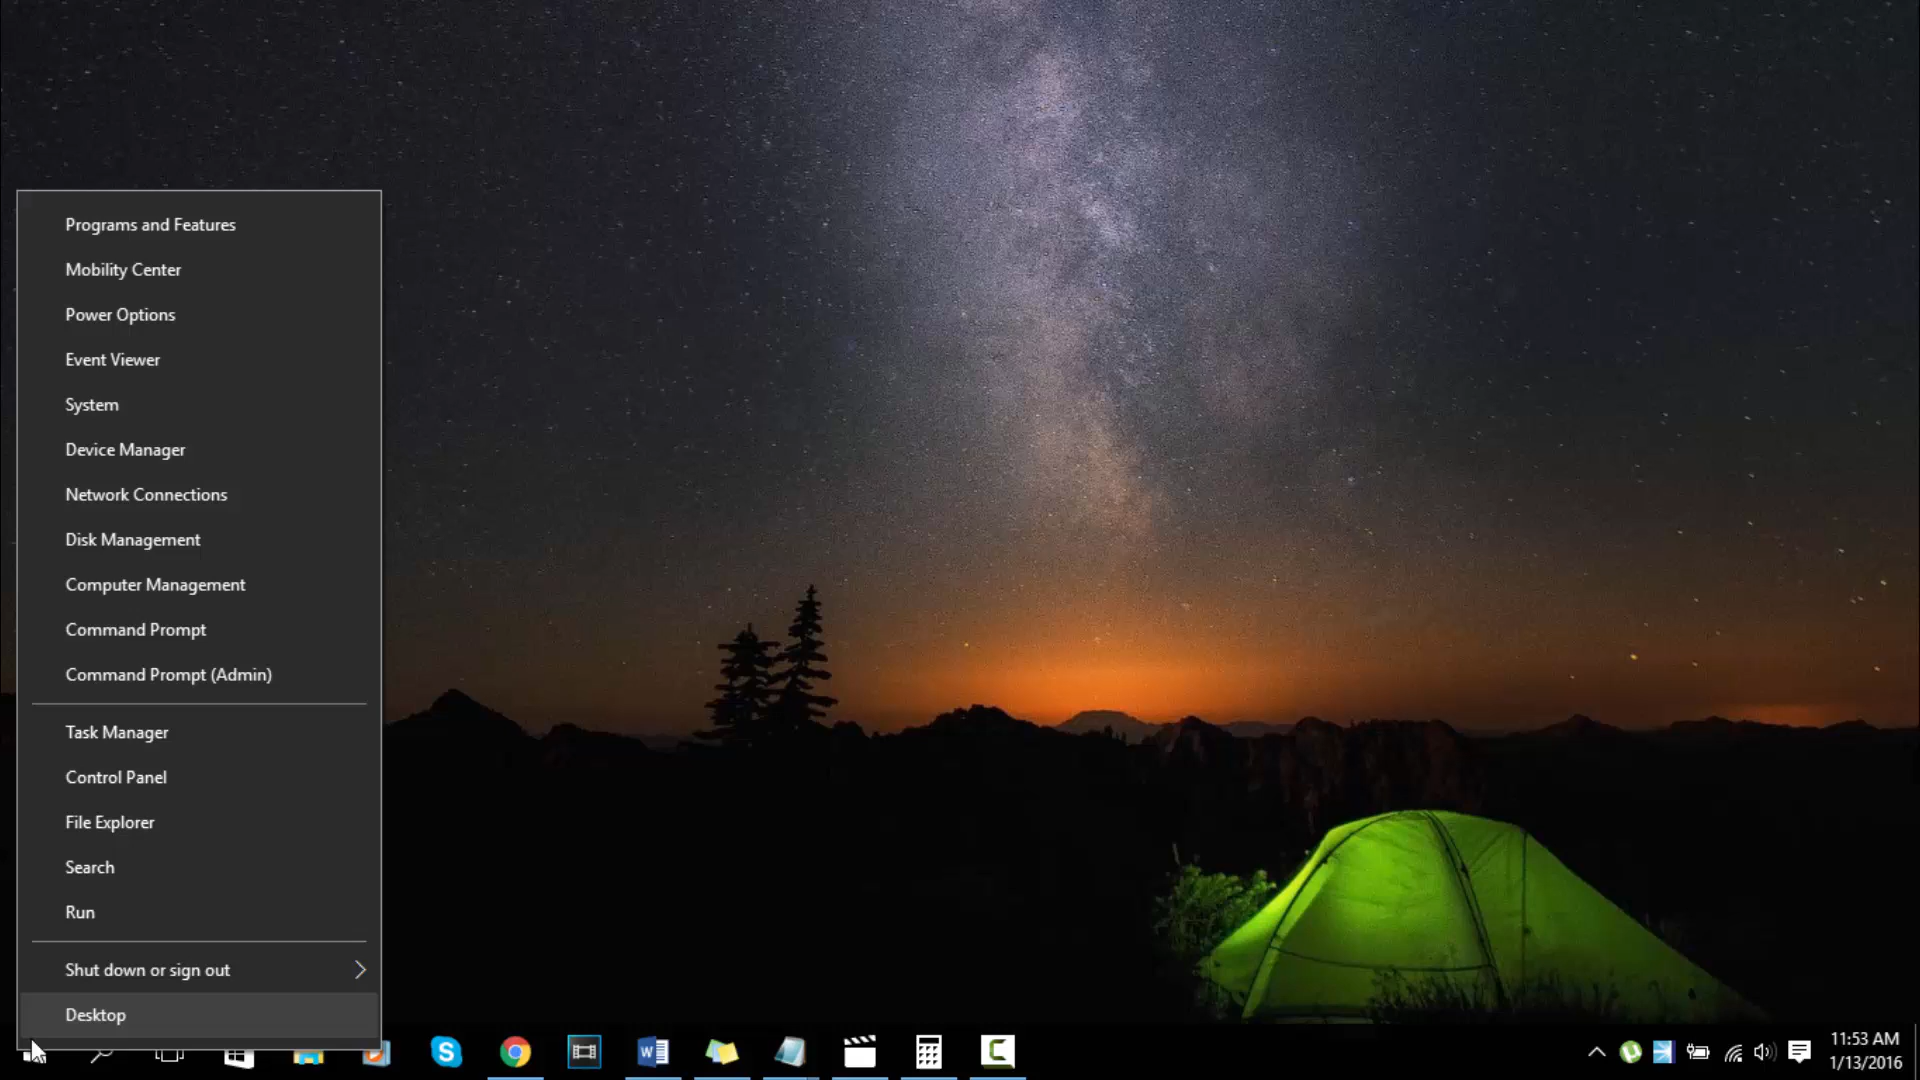 Programs and Features
Mobility Center
Power Options
Event Viewer
System
Device Manager
Network Connections
Disk Management
Computer Management
Command Prompt
Command Prompt (Admin)
Task Manager
Control Panel
File Explorer
Search
Run
Shut down or sign out
Desktop
11:53 AM
1/13/2016